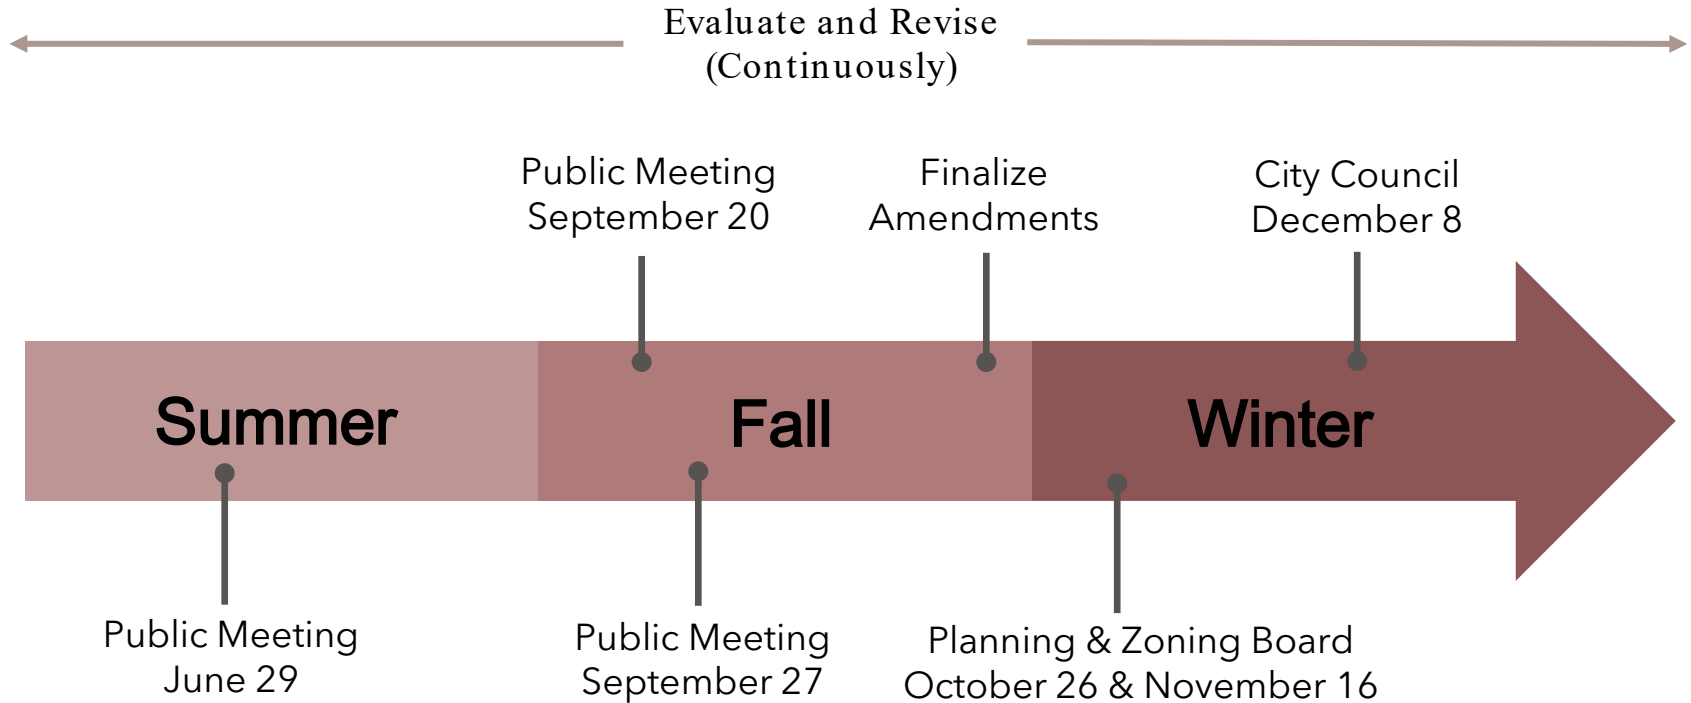 Evaluate and Revise
(Continuously)
Public Meeting
September 20
Finalize
Amendments
City Council
December 8
Summer
Fall
Winter
Public Meeting
June 29
Public Meeting
September 27
Planning & Zoning Board
October 26 & November 16